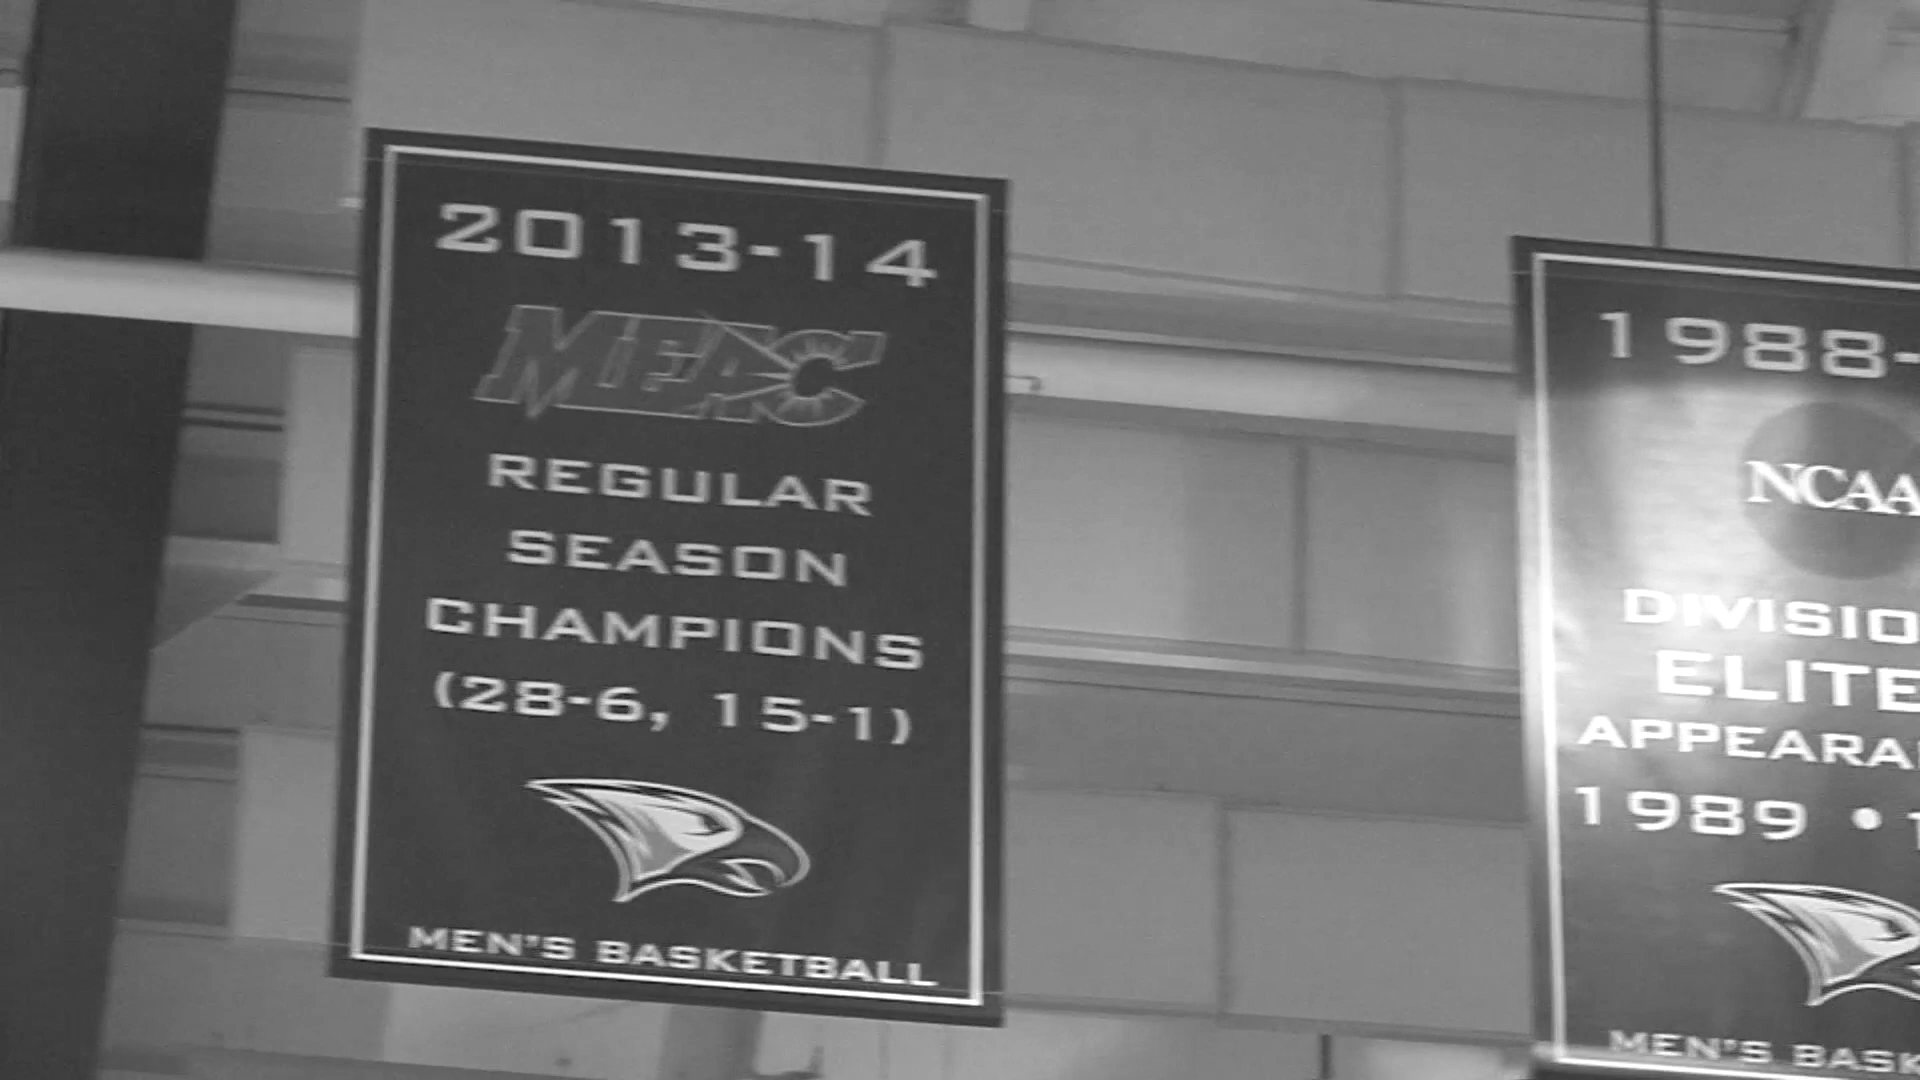 2013-14
MEAC
REGULAR
SEASON
CHAMPIONS
(28-6, 15-1)
MEN'S BASKETBALL
1988-
NCAA
DIVISIO
ELITE
APPEARA
1989 •
MEN'S BASK